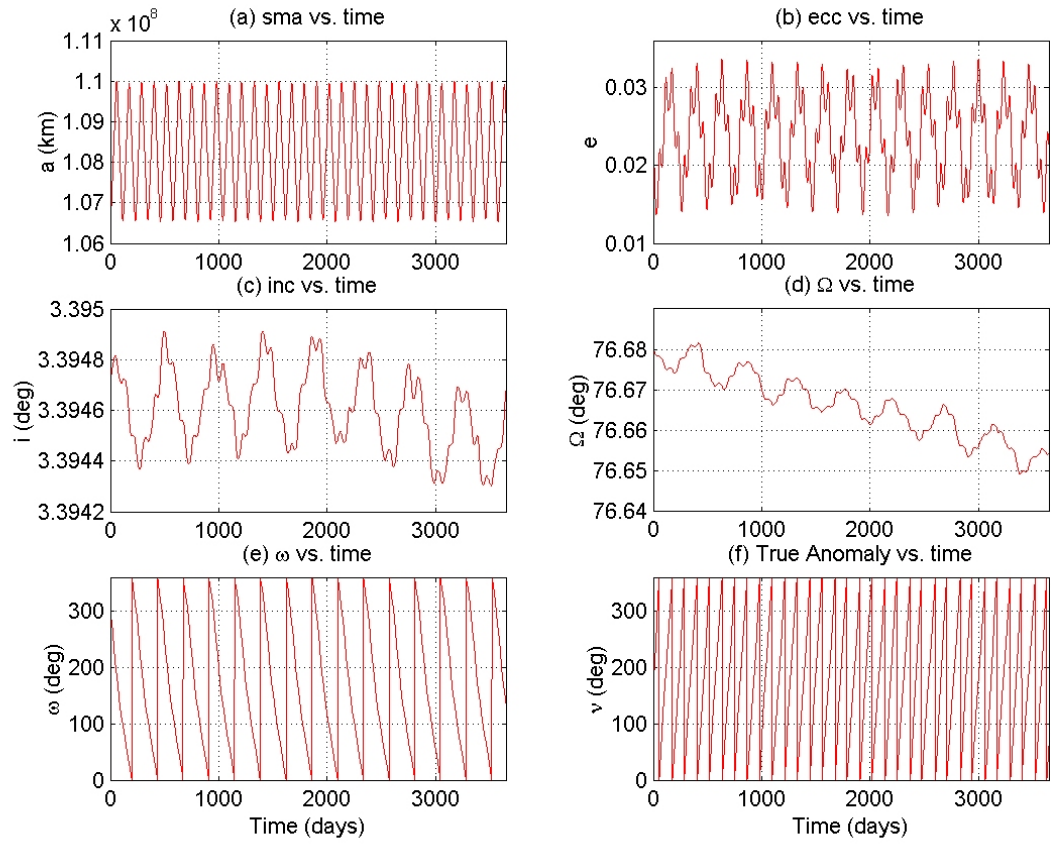 (a) sma vs. time
x 10⁸
1.11
1.1
1.09
1.08
1.07
1.06
a (km)
0 1000 2000 3000
(b) ecc vs. time
0.03
0.02
0.01
e
0 1000 2000 3000
(c) inc vs. time
3.395
3.3948
3.3946
3.3944
3.3942
i (deg)
0 1000 2000 3000
(d) Ω vs. time
76.68
76.67
76.66
76.65
76.64
Ω (deg)
0 1000 2000 3000
(e) ω vs. time
300
200
100
0
ω (deg)
0 1000 2000 3000
Time (days)
(f) True Anomaly vs. time
300
200
100
0
ν (deg)
0 1000 2000 3000
Time (days)